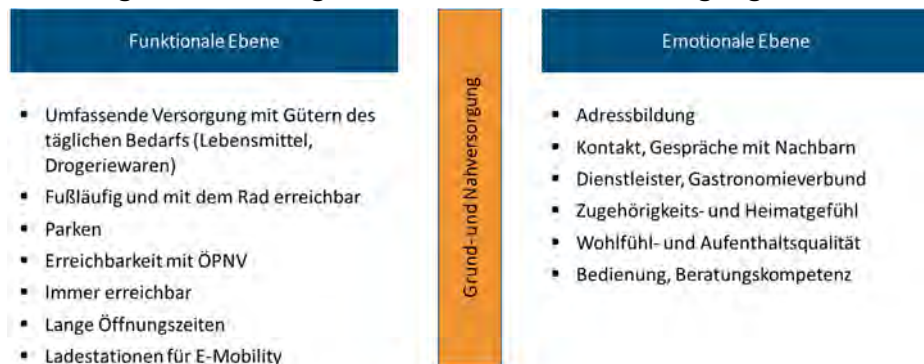 Funktionale Ebene
▪ Umfassende Versorgung mit Gütern des
täglichen Bedarfs (Lebensmittel,
Drogeriewaren)
▪ Fußläufig und mit dem Rad erreichbar
▪ Parken
▪ Erreichbarkeit mit ÖPNV
▪ Immer erreichbar
▪ Lange Öffnungszeiten
▪ Ladestationen für E-Mobility
Grund- und Nahversorgung
Emotionale Ebene
▪ Adressbildung
▪ Kontakt, Gespräche mit Nachbarn
▪ Dienstleister, Gastronomieverbund
▪ Zugehörigkeits- und Heimatgefühl
▪ Wohlfühl- und Aufenthaltsqualität
▪ Bedienung, Beratungskompetenz